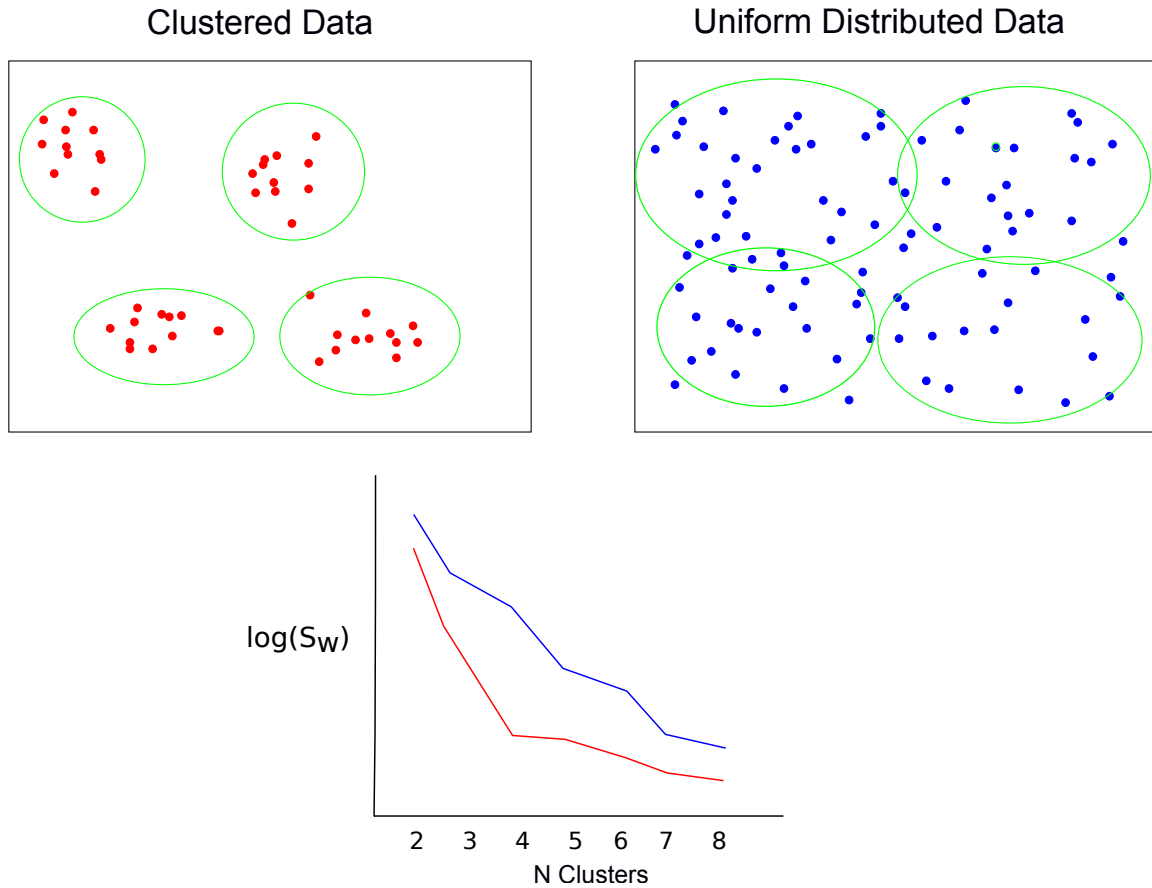 Clustered Data
Uniform Distributed Data
log(Sw)
2 3 4 5 6 7 8
N Clusters